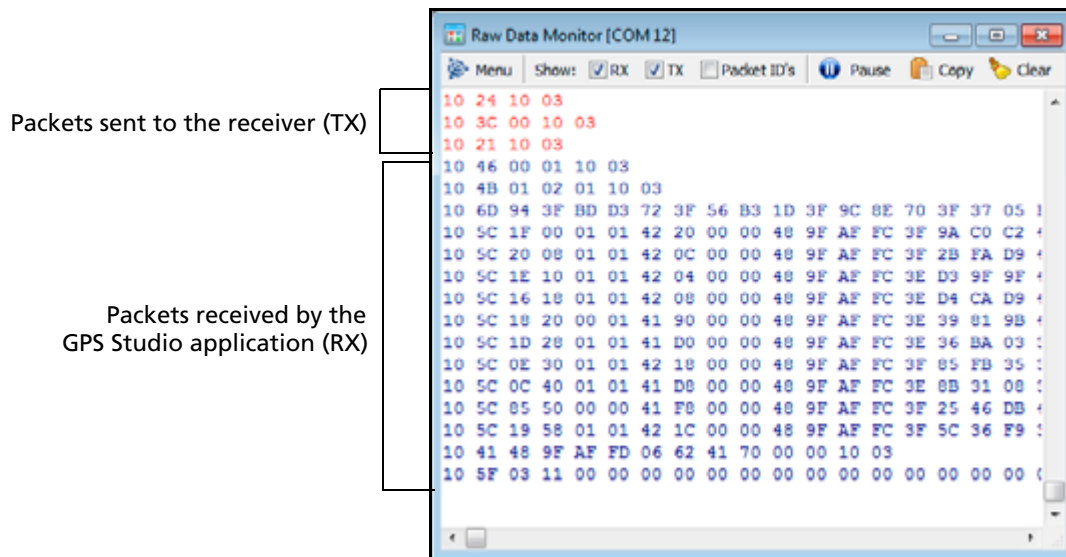 Raw Data Monitor [COM 12]
Menu Show: RX TX Packet ID's Pause Copy Clear
Packets sent to the receiver (TX)
10 24 10 03
10 3C 00 10 03
10 21 10 03
Packets received by the
GPS Studio application (RX)
10 46 00 01 10 03
10 4B 01 02 01 10 03
10 6D 94 3F BD D3 72 3F 56 B3 1D 3F 9C 8E 70 3F 37 05
10 5C 1F 00 01 01 42 20 00 00 48 9F AF FC 3F 9A C0 C2
10 5C 20 08 01 01 42 0C 00 00 48 9F AF FC 3F 2B FA D9
10 5C 1E 10 01 01 42 04 00 00 48 9F AF FC 3E D3 9F 9F
10 5C 16 18 01 01 42 08 00 00 48 9F AF FC 3E D4 CA D9
10 5C 18 20 00 01 41 90 00 00 48 9F AF FC 3E 39 81 9B
10 5C 1D 28 01 01 41 D0 00 00 48 9F AF FC 3E 36 BA 03
10 5C 0E 30 01 01 42 18 00 00 48 9F AF FC 3F 85 FB 35
10 5C 0C 40 01 01 41 D8 00 00 48 9F AF FC 3E 8B 31 08
10 5C 85 50 00 00 41 F8 00 00 48 9F AF FC 3F 25 46 DB
10 5C 19 58 01 01 42 1C 00 00 48 9F AF FC 3F 5C 36 F9
10 41 48 9F AF FD 06 62 41 70 00 00 10 03
10 5F 03 11 00 00 00 00 00 00 00 00 00 00 00 00 00 00